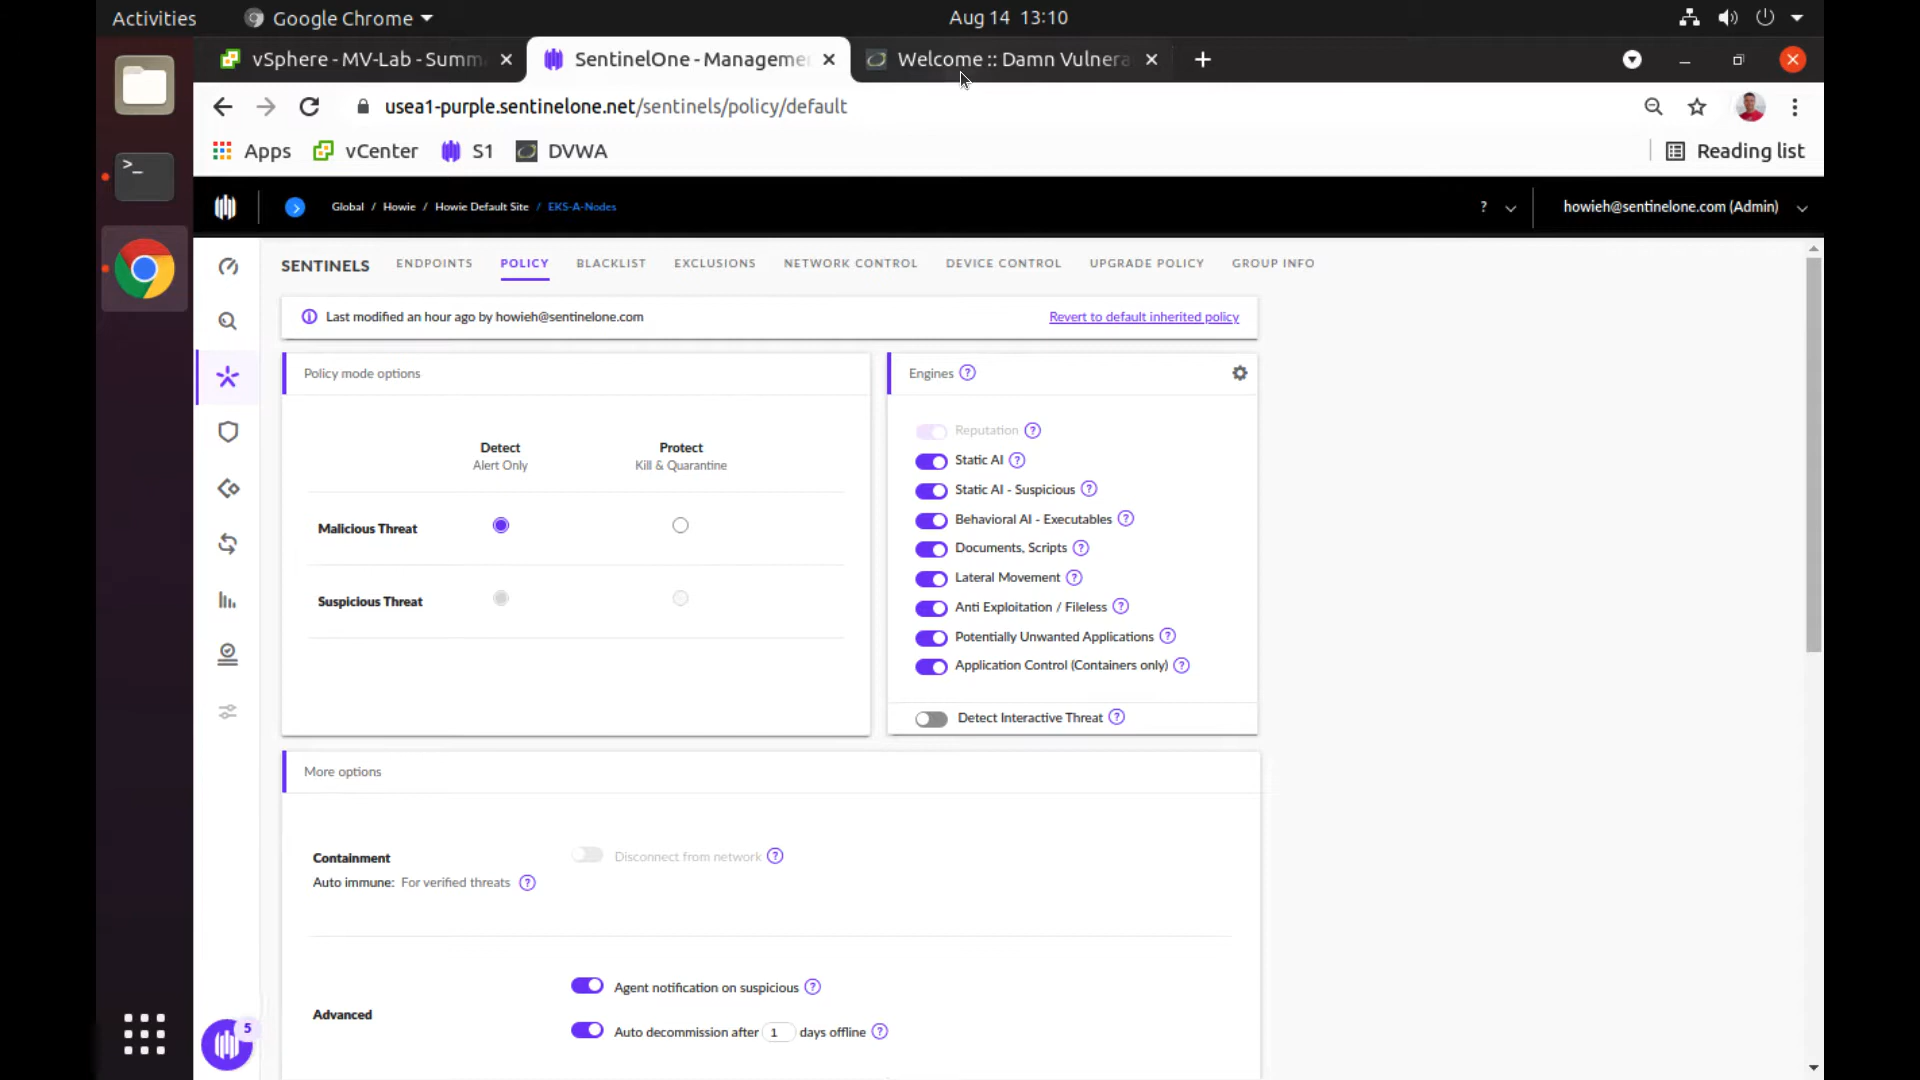 Activities
Google Chrome
Aug 14 13:10
vSphere - MV-Lab - Summ
SentinelOne - Manageme
Welcome :: Damn Vulnera
usea1-purple.sentinelone.net/sentinels/policy/default
Apps
vCenter
S1
DVWA
Reading list
Global / Howie / Howie Default Site / EKS-A-Nodes
?
howieh@sentinelone.com (Admin)
SENTINELS
ENDPOINTS
POLICY
BLACKLIST
EXCLUSIONS
NETWORK CONTROL
DEVICE CONTROL
UPGRADE POLICY
GROUP INFO
Last modified an hour ago by howieh@sentinelone.com
Revert to default inherited policy
Policy mode options
Detect
Alert Only
Protect
Kill & Quarantine
Malicious Threat
Suspicious Threat
Engines ?
Reputation ?
Static AI ?
Static AI - Suspicious ?
Behavioral AI - Executables ?
Documents, Scripts ?
Lateral Movement ?
Anti Exploitation / Fileless ?
Potentially Unwanted Applications ?
Application Control (Containers only) ?
Detect Interactive Threat ?
More options
Containment
Auto immune: For verified threats ?
Disconnect from network ?
Advanced
Agent notification on suspicious ?
Auto decommission after 1 days offline ?
5